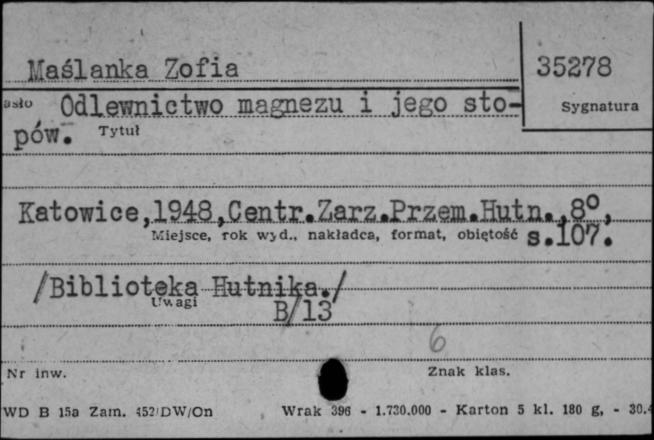 Maślanka Zofia
35278
asło Odlewnictwo magnezu i jego sto-
Sygnatura
pów. Tytuł
Katowice,1948,Centr.Zarz.Przem.Hutn.,8°,
Miejsce, rok wyd., nakładca, format, obiętość s.107.
/Biblioteka Hutnika./
Uwagi B/13
6
Nr inw. Znak klas.
WD B 15a Zam. 452/DW/On Wrak 396 - 1.730.000 - Karton 5 kl. 180 g, - 30.4